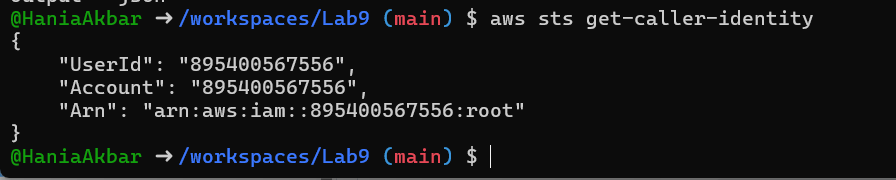 @HaniaAkbar ➜ /workspaces/Lab9 (main) $ aws sts get-caller-identity
{
    "UserId": "895400567556",
    "Account": "895400567556",
    "Arn": "arn:aws:iam::895400567556:root"
}
@HaniaAkbar ➜ /workspaces/Lab9 (main) $